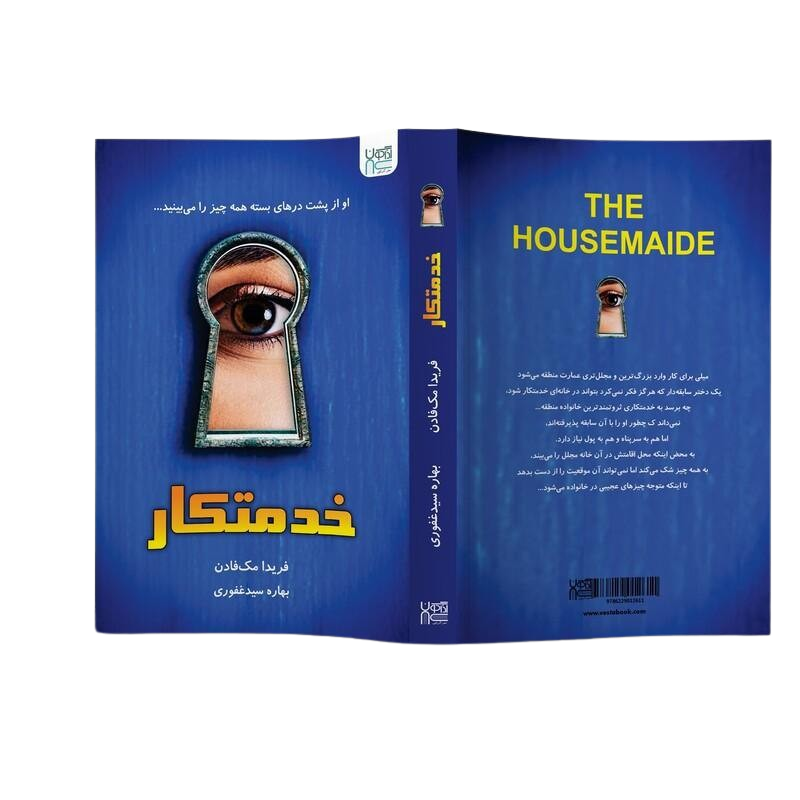 او از پشت درهای بسته همه چیز را می‌بینید...
خدمتکار
فریدا مک‌فادن
بهاره سیدغفوری
خدمتکار
فریدا مک‌فادن
بهاره سیدغفوری
THE
HOUSEMAIDE
میلی برای کار وارد بزرگ‌ترین و مجلل‌تری عمارت منطقه می‌شود
یک دختر سابقه‌دار که هرگز فکر نمی‌کرد بتواند در خانه‌ای خدمتکار شود،
چه برسد به خدمتکاری ثروتمندترین خانواده منطقه...
نمی‌داند ک چطور او را با آن سابقه پذیرفته‌اند،
اما هم به سرپناه و هم به پول نیاز دارد.
به محض اینکه محل اقامتش در آن خانه مجلل را می‌بیند،
به همه چیز شک می‌کند اما نمی‌تواند آن موقعیت را از دست بدهد
تا اینکه متوجه چیزهای عجیبی در خانواده می‌شود...
9786229812611
www.vestabook.com